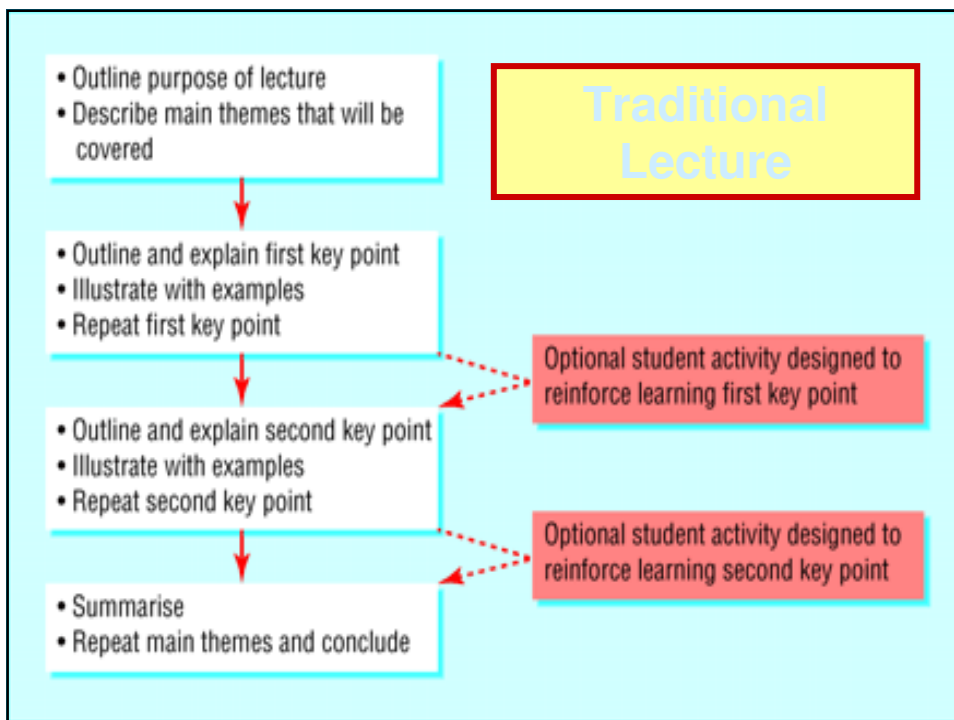 Traditional
Lecture
• Outline purpose of lecture
• Describe main themes that will be
covered
• Outline and explain first key point
• Illustrate with examples
• Repeat first key point
Optional student activity designed to
reinforce learning first key point
• Outline and explain second key point
• Illustrate with examples
• Repeat second key point
Optional student activity designed to
reinforce learning second key point
• Summarise
• Repeat main themes and conclude